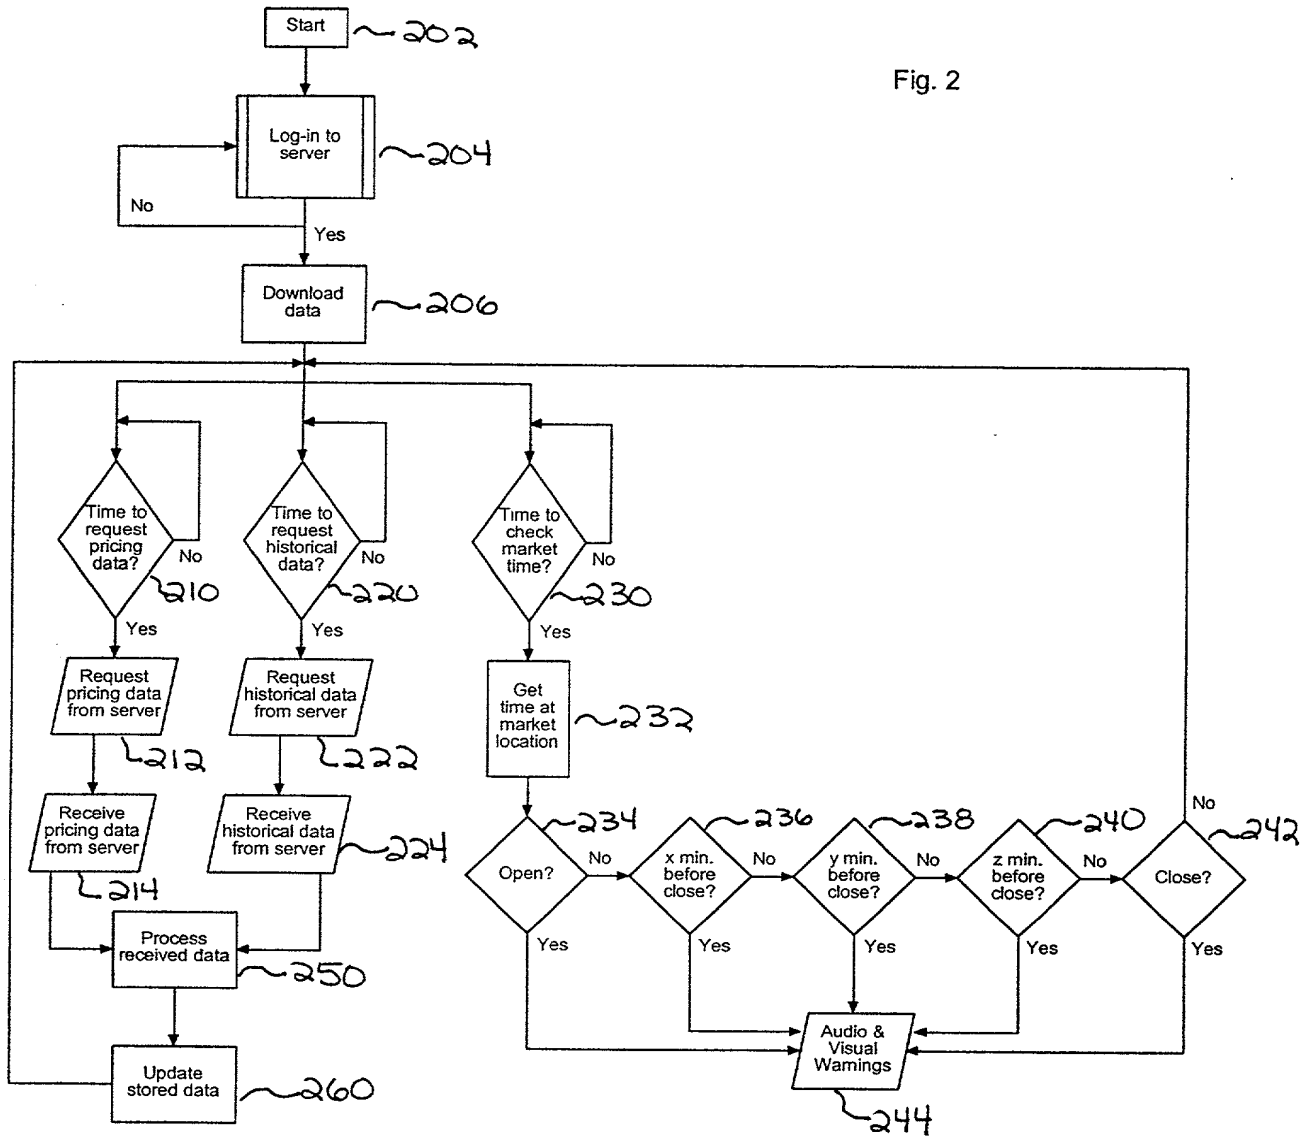 Start
202
Fig. 2
Log-in to
server
204
No
Yes
Download
data
206
Time to
request
pricing
data?
No
210
Yes
Time to
request
historical
data?
No
220
Yes
Time to
check
market
time?
No
230
Yes
Request
pricing data
from server
212
Request
historical data
from server
222
Get
time at
market
location
232
Receive
pricing data
from server
214
Receive
historical data
from server
224
Open?
234
No
Yes
x min.
before
close?
236
No
Yes
y min.
before
close?
238
No
Yes
z min.
before
close?
240
No
Yes
Close?
242
No
Yes
Process
received data
250
Update
stored data
260
Audio &
Visual
Warnings
244